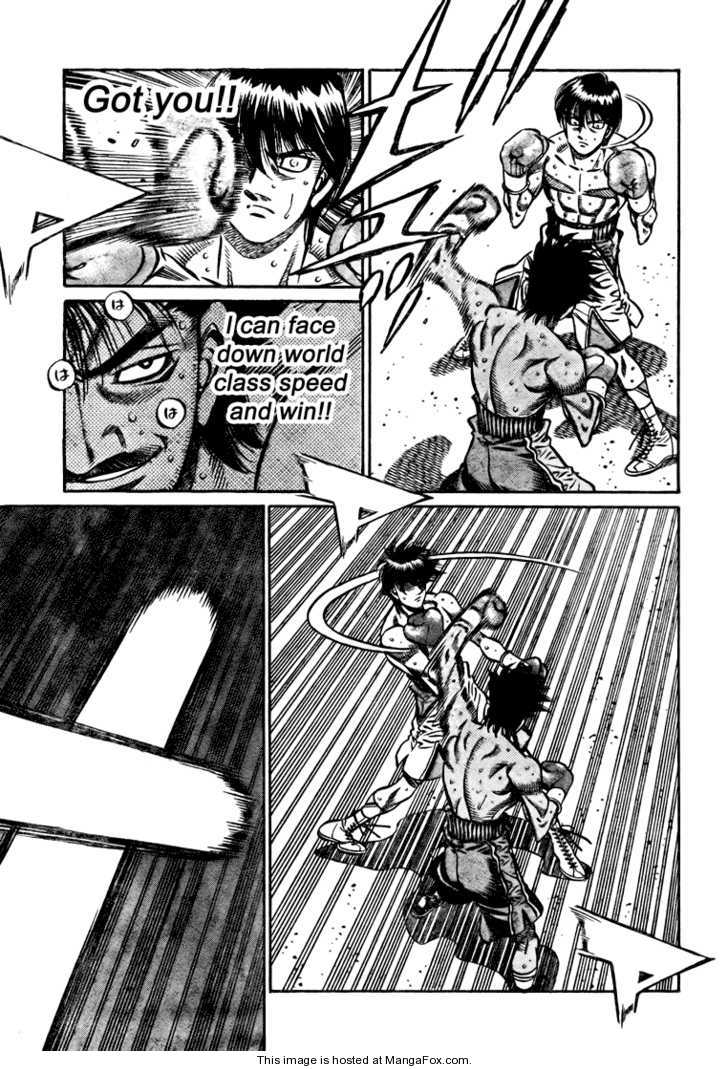 Got you!!
は
は
は
I can face
down world
class speed
and win!!
This image is hosted at MangaFox.com.